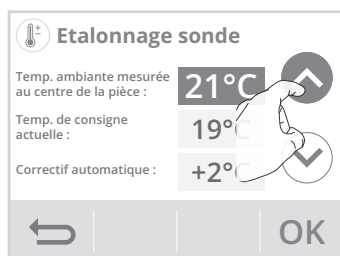 Etalonnage sonde
Temp. ambiante mesurée
au centre de la pièce :
21°C
Temp. de consigne
actuelle :
19°C
Correctif automatique :
+2°C
OK